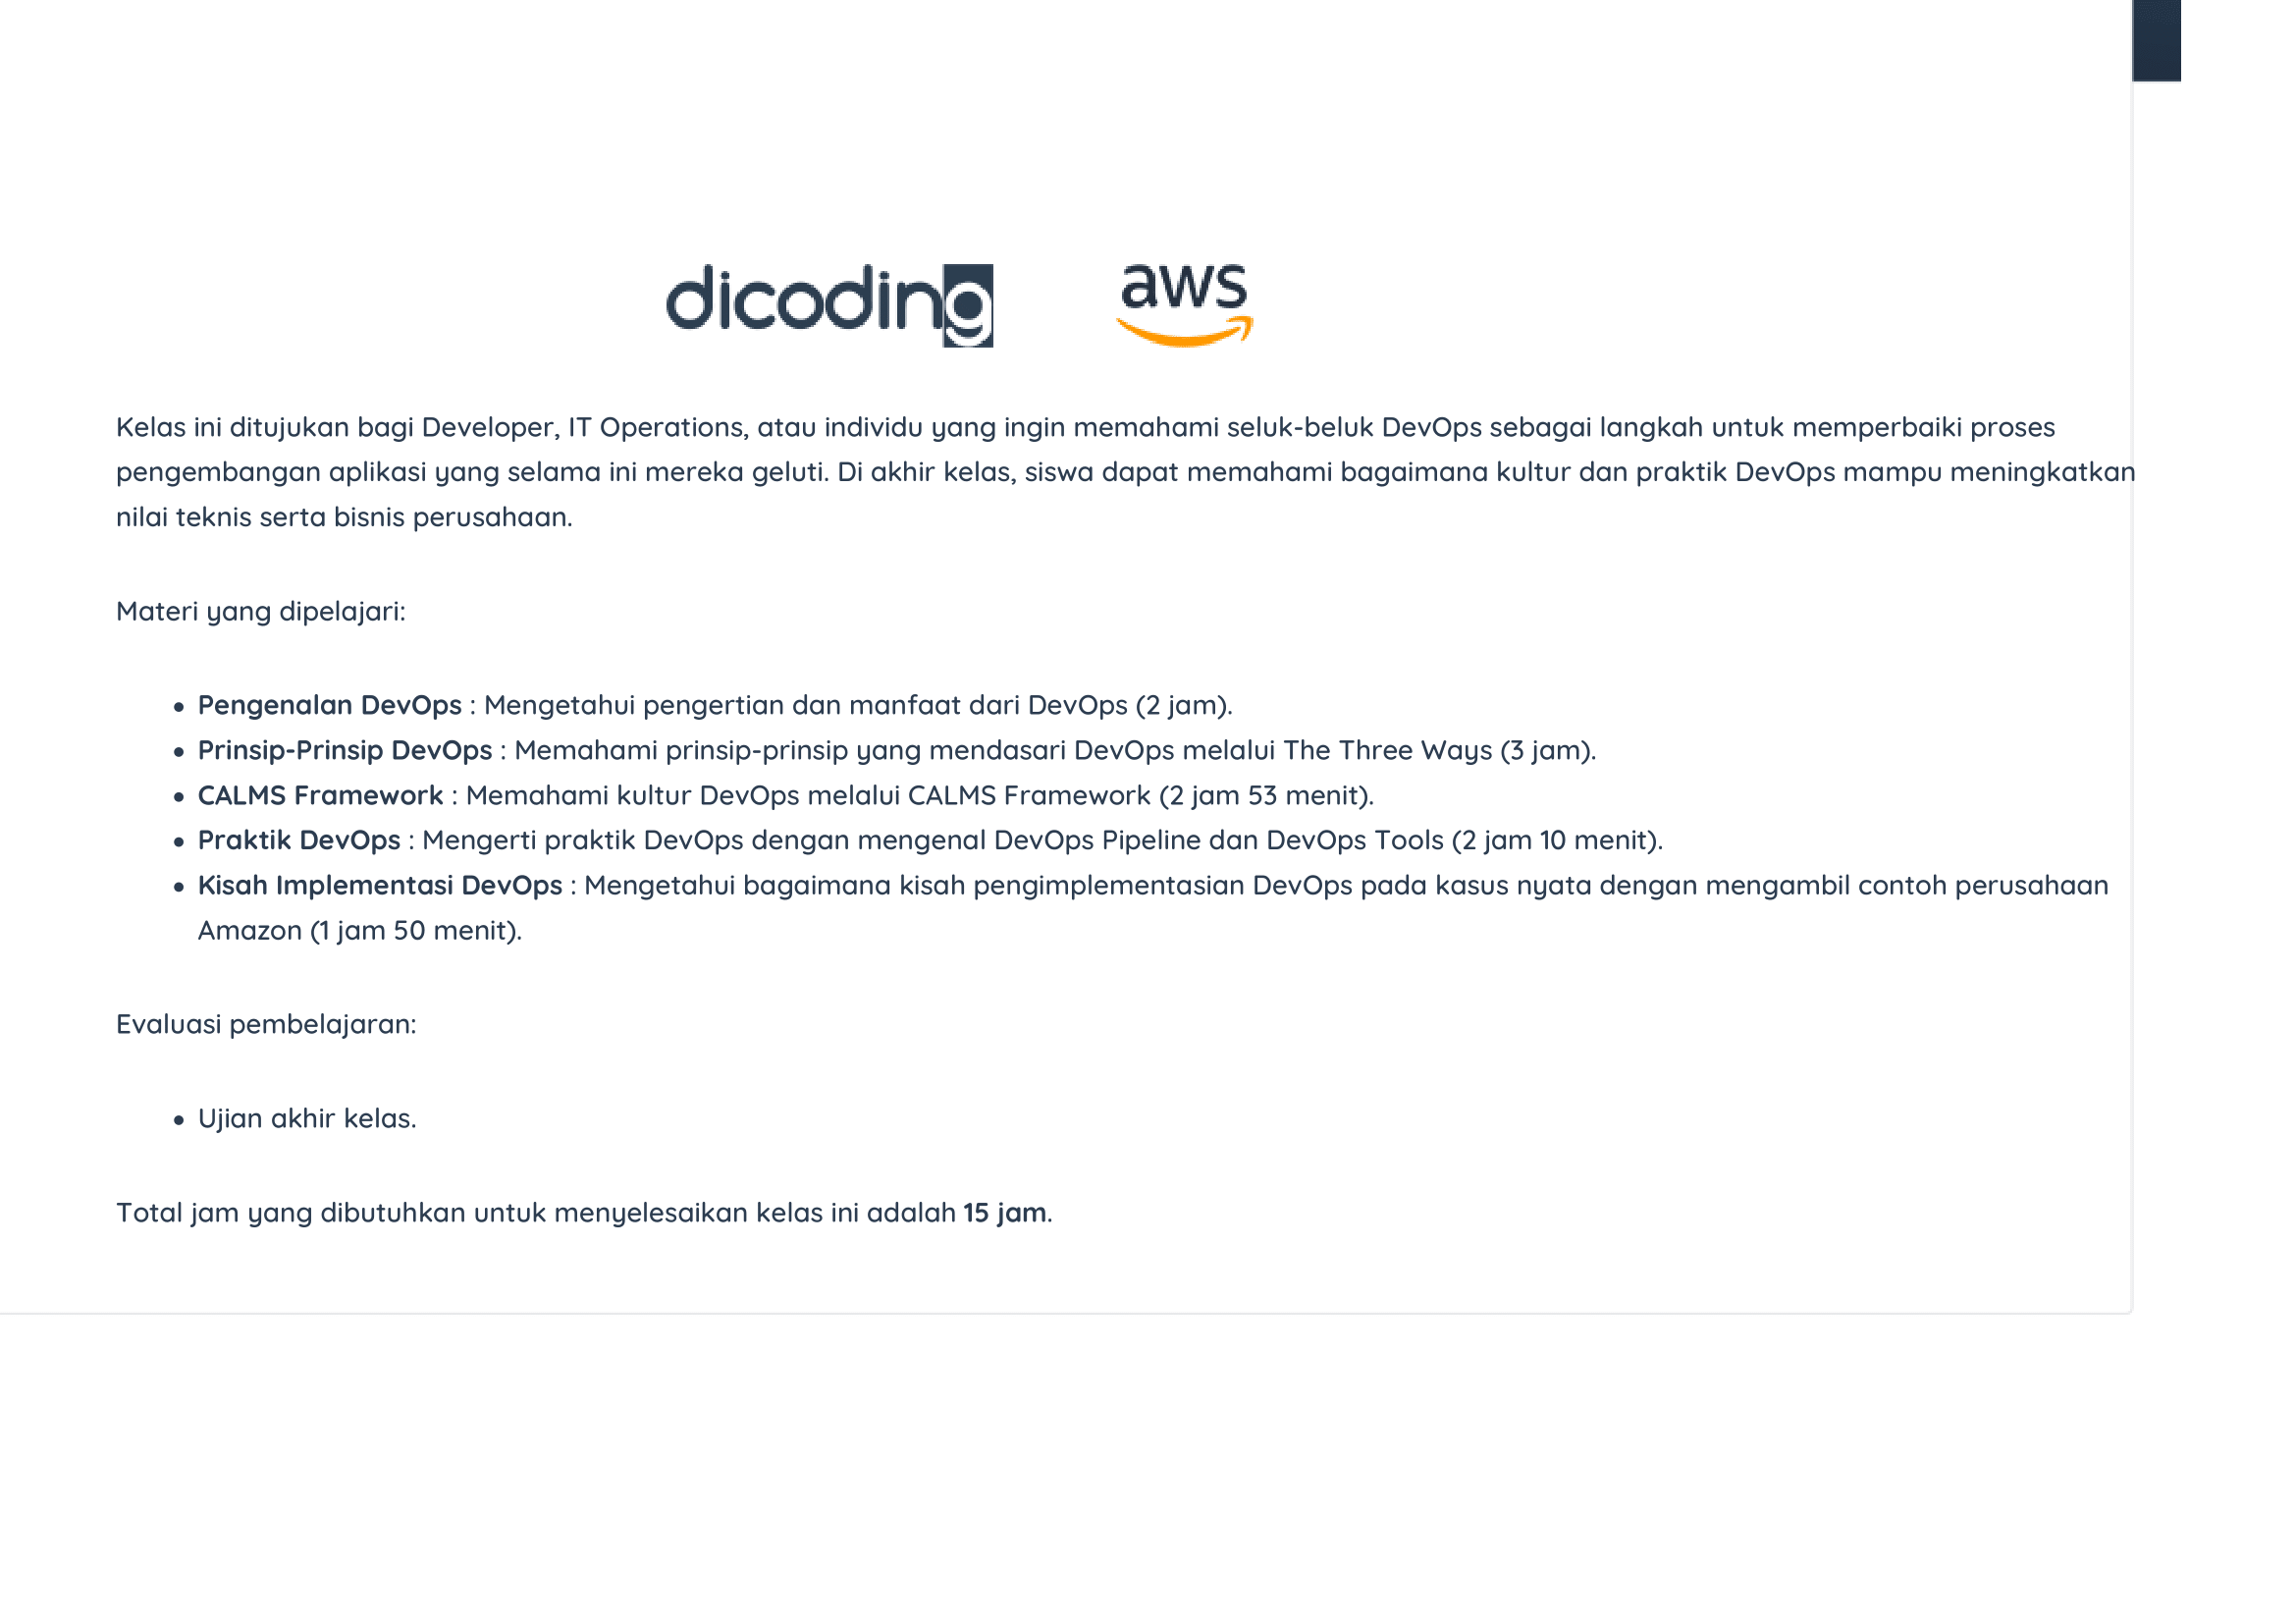 dicoding aws
Kelas ini ditujukan bagi Developer, IT Operations, atau individu yang ingin memahami seluk-beluk DevOps sebagai langkah untuk memperbaiki proses
pengembangan aplikasi yang selama ini mereka geluti. Di akhir kelas, siswa dapat memahami bagaimana kultur dan praktik DevOps mampu meningkatkan
nilai teknis serta bisnis perusahaan.
Materi yang dipelajari:
• Pengenalan DevOps : Mengetahui pengertian dan manfaat dari DevOps (2 jam).
• Prinsip-Prinsip DevOps : Memahami prinsip-prinsip yang mendasari DevOps melalui The Three Ways (3 jam).
• CALMS Framework : Memahami kultur DevOps melalui CALMS Framework (2 jam 53 menit).
• Praktik DevOps : Mengerti praktik DevOps dengan mengenal DevOps Pipeline dan DevOps Tools (2 jam 10 menit).
• Kisah Implementasi DevOps : Mengetahui bagaimana kisah pengimplementasian DevOps pada kasus nyata dengan mengambil contoh perusahaan
Amazon (1 jam 50 menit).
Evaluasi pembelajaran:
• Ujian akhir kelas.
Total jam yang dibutuhkan untuk menyelesaikan kelas ini adalah 15 jam.